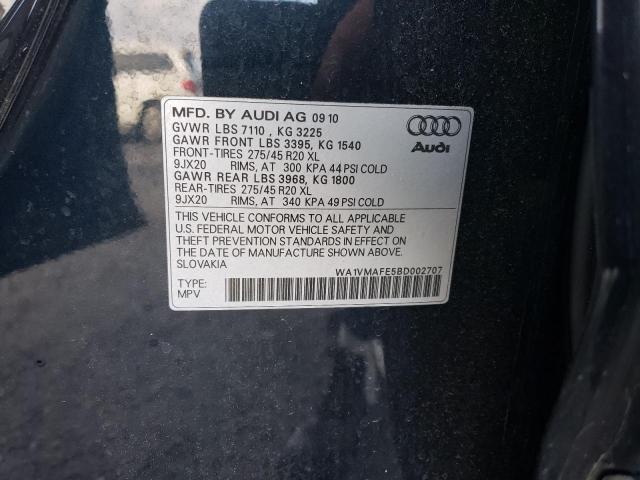 MFD. BY AUDI AG 09 10
GVWR LBS 7110 , KG 3225
GAWR FRONT LBS 3395, KG 1540
FRONT-TIRES 275/45 R20 XL
9JX20 RIMS, AT 300 KPA 44 PSI COLD
GAWR REAR LBS 3968, KG 1800
REAR-TIRES 275/45 R20 XL
9JX20 RIMS, AT 340 KPA 49 PSI COLD
Audi
THIS VEHICLE CONFORMS TO ALL APPLICABLE
U.S. FEDERAL MOTOR VEHICLE SAFETY AND
THEFT PREVENTION STANDARDS IN EFFECT ON
THE DATE OF MANUFACTURE SHOWN ABOVE.
SLOVAKIA
WA1VMAFE5BD002707
TYPE:
MPV